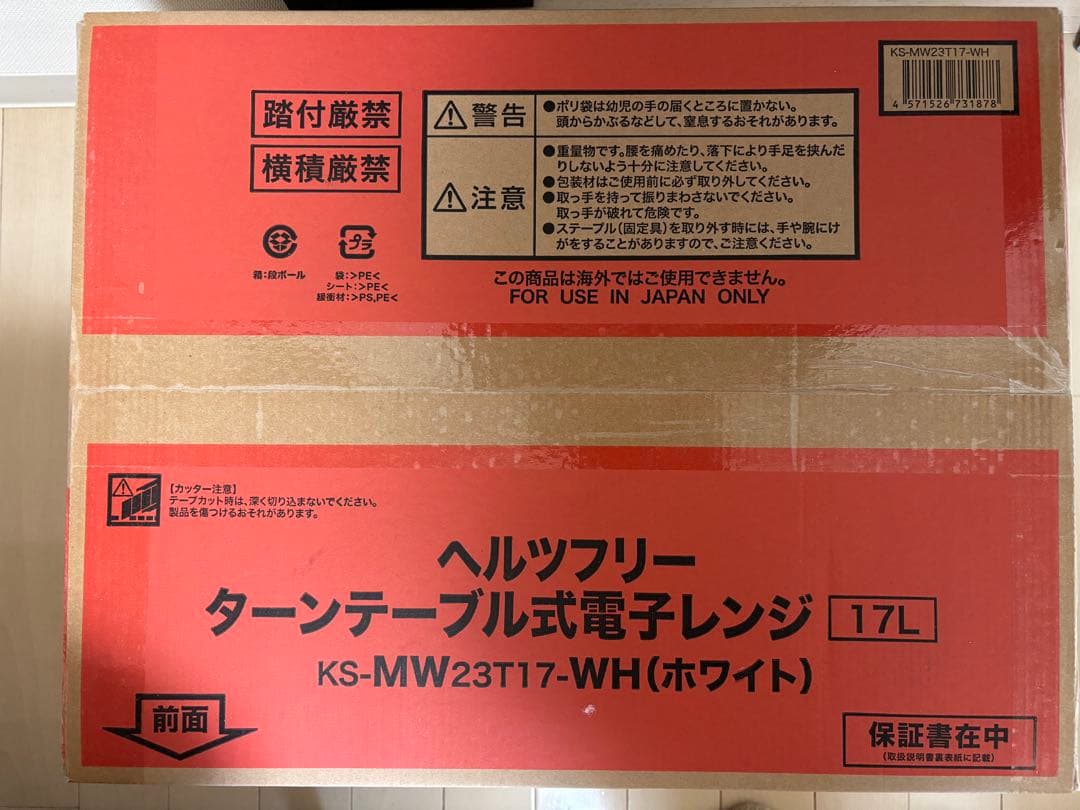 KS-MW23T17-WH
4 571526 731878
踏付厳禁
横積厳禁
警告
●ポリ袋は幼児の手の届くところに置かない。
頭からかぶるなどして、窒息するおそれがあります。
注意
●重量物です。腰を痛めたり、落下により手足を挟んだ
りしないよう十分に注意してください。
●包装材はご使用前に必ず取り外してください。
●取っ手を持って振りまわさないでください。
取っ手が破れて危険です。
●ステープル(固定具)を取り外す時には、手や腕にけ
がをすることがありますので、ご注意ください。
箱:段ボール
プラ
袋:>PE<
シート:>PE<
緩衝材:>PS,PE<
この商品は海外ではご使用できません。
FOR USE IN JAPAN ONLY
【カッター注意】
テープカット時は、深く切り込まないでください。
製品を傷つけるおそれがあります。
ヘルツフリー
ターンテーブル式電子レンジ 17L
KS-MW23T17-WH(ホワイト)
前面
保証書在中
(取扱説明書裏表紙に記載)